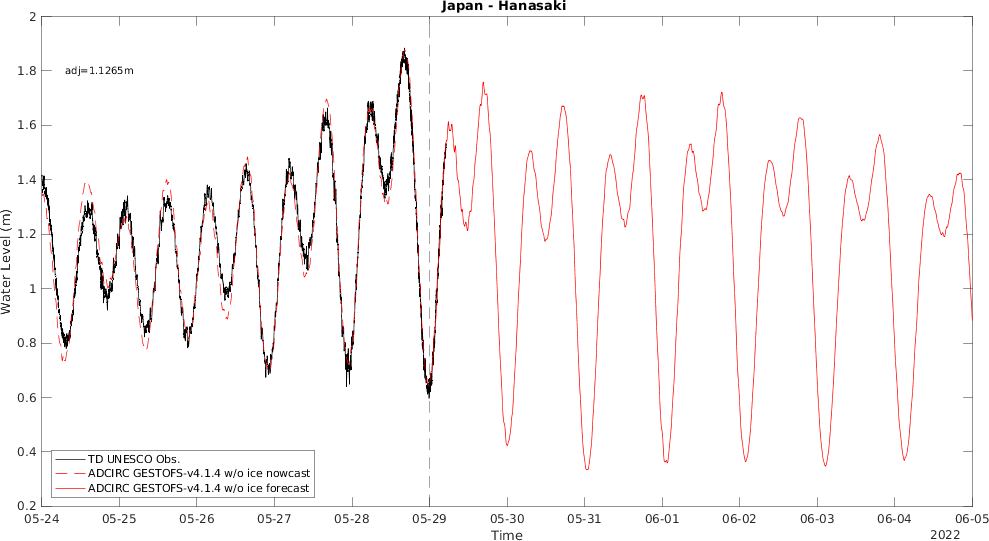 Japan - Hanasaki
2
1.8
1.6
1.4
1.2
1
0.8
0.6
0.4
0.2
Water Level (m)
adj=1.1265m
TD UNESCO Obs.
ADCIRC GESTOFS-v4.1.4 w/o ice nowcast
ADCIRC GESTOFS-v4.1.4 w/o ice forecast
05-24 05-25 05-26 05-27 05-28 05-29 05-30 05-31 06-01 06-02 06-03 06-04 06-05
Time
2022